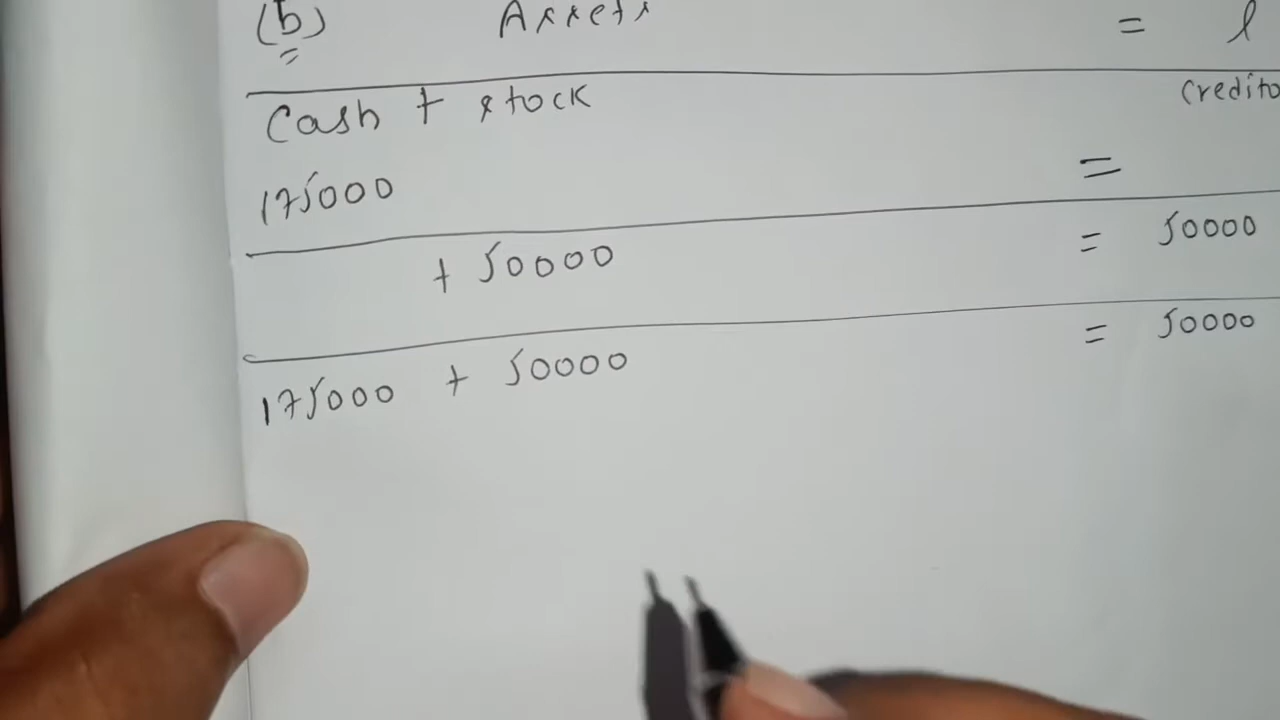 (b) Assets = l
Cash + stock credito
175000 =
+ 50000 = 50000
175000 + 50000 = 50000